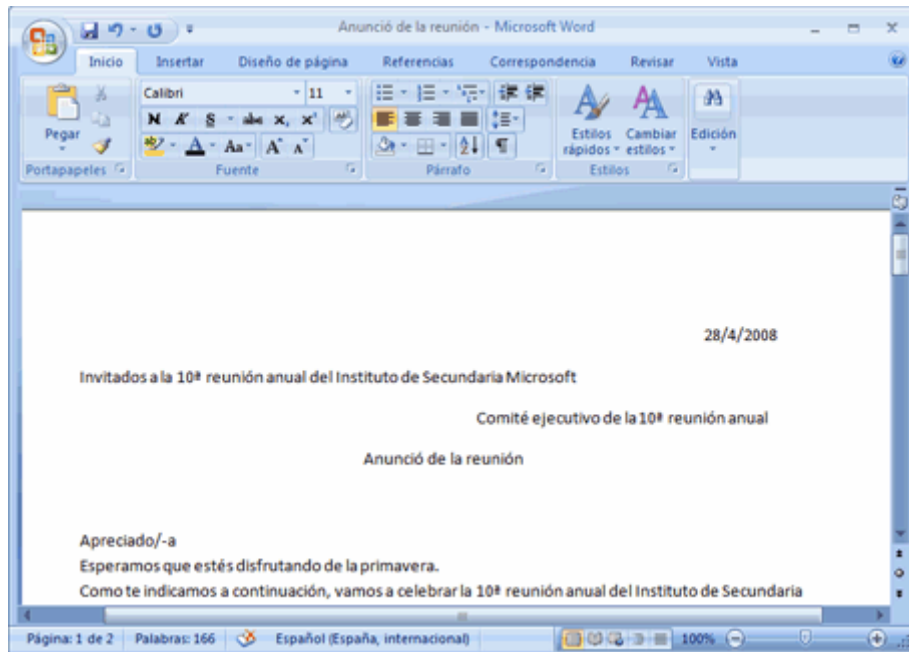 Anunció de la reunión - Microsoft Word
Inicio Insertar Diseño de página Referencias Correspondencia Revisar Vista
Pegar
Portapapeles
Calibri 11
N K S abc x, x'
Aa A A
Fuente
Párrafo
Estilos rápidos
Cambiar estilos
Estilos
Edición
28/4/2008
Invitados a la 10ª reunión anual del Instituto de Secundaria Microsoft
Comité ejecutivo de la 10ª reunión anual
Anunció de la reunión
Apreciado/-a
Esperamos que estés disfrutando de la primavera.
Como te indicamos a continuación, vamos a celebrar la 10ª reunión anual del Instituto de Secundaria
Página: 1 de 2 Palabras: 166 Español (España, internacional) 100%